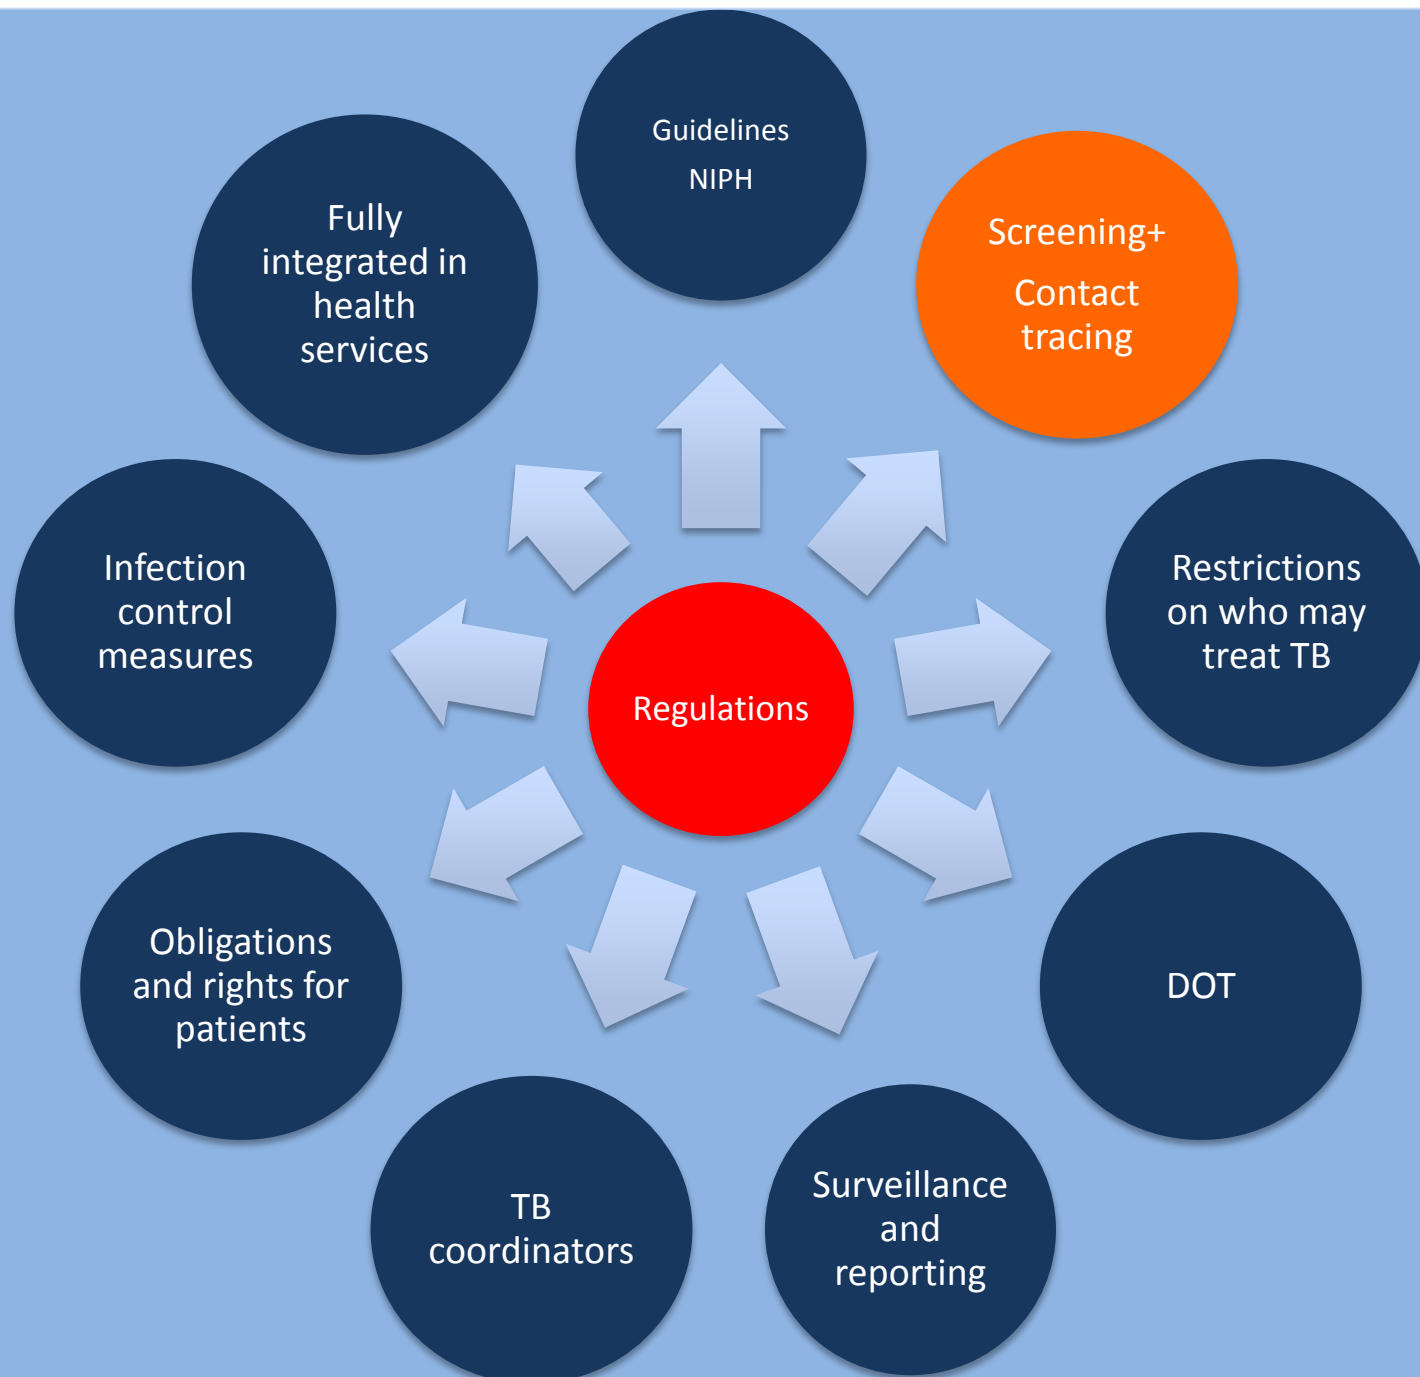 Guidelines
NIPH
Screening+
Contact
tracing
Restrictions
on who may
treat TB
DOT
Surveillance
and
reporting
TB
coordinators
Obligations
and rights for
patients
Infection
control
measures
Fully
integrated in
health
services
Regulations